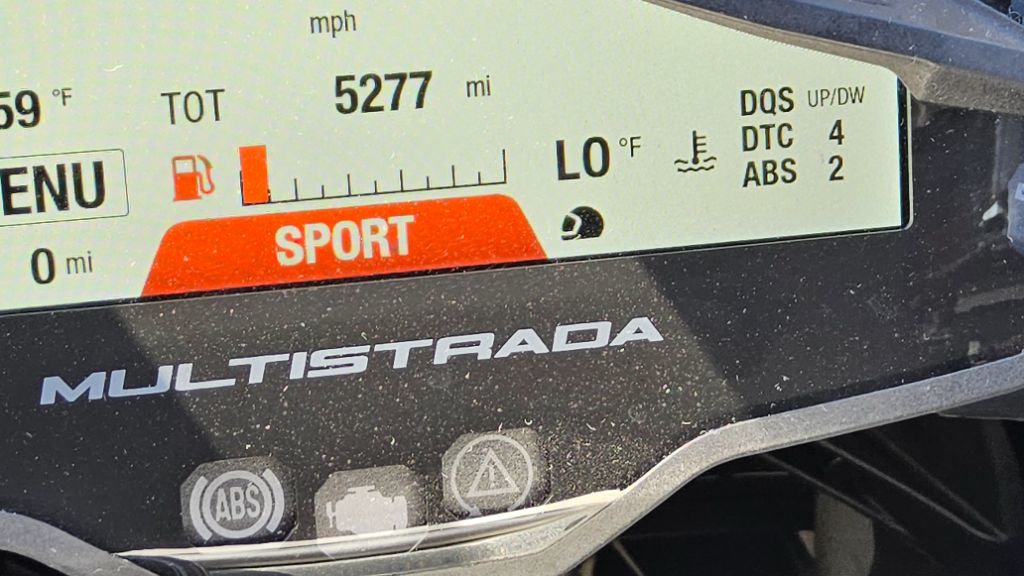 mph
59 °F
TOT 5277 mi
DQS UP/DW
DTC 4
ABS 2
LO °F
ENU
SPORT
0 mi
MULTISTRADA
ABS